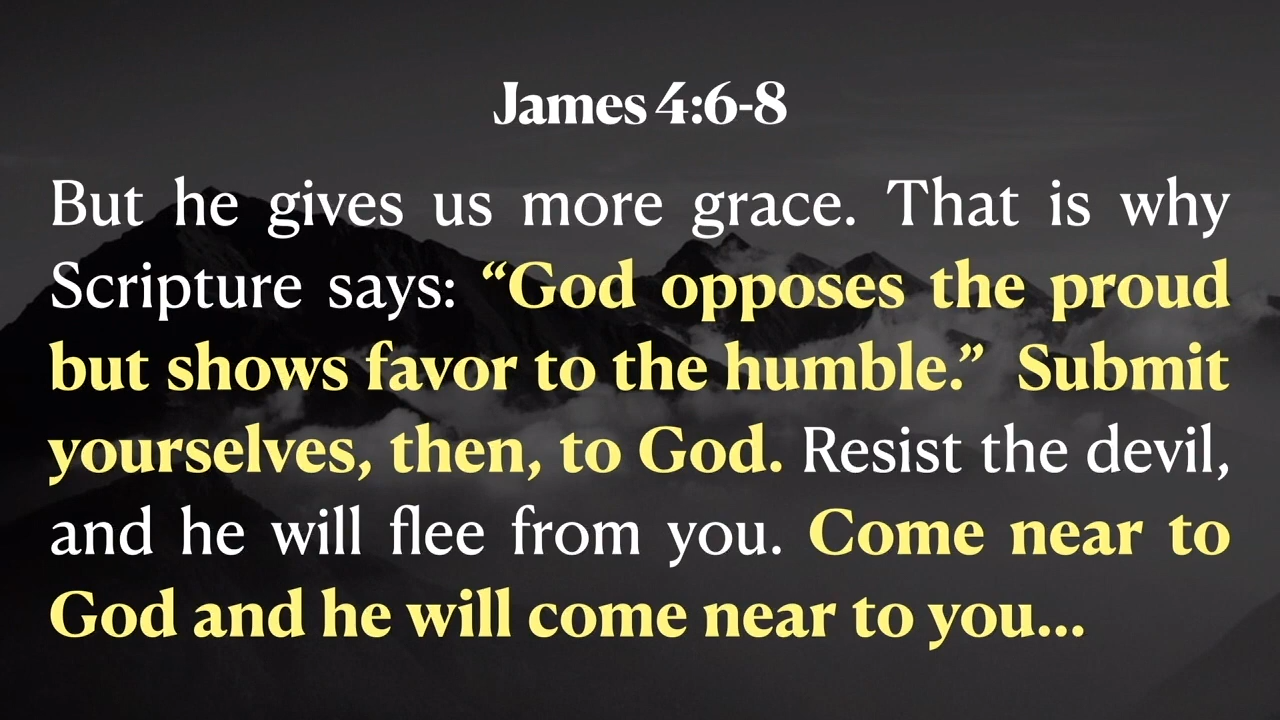 James 4:6-8
But he gives us more grace. That is why
Scripture says: “God opposes the proud
but shows favor to the humble.” Submit
yourselves, then, to God. Resist the devil,
and he will flee from you. Come near to
God and he will come near to you...